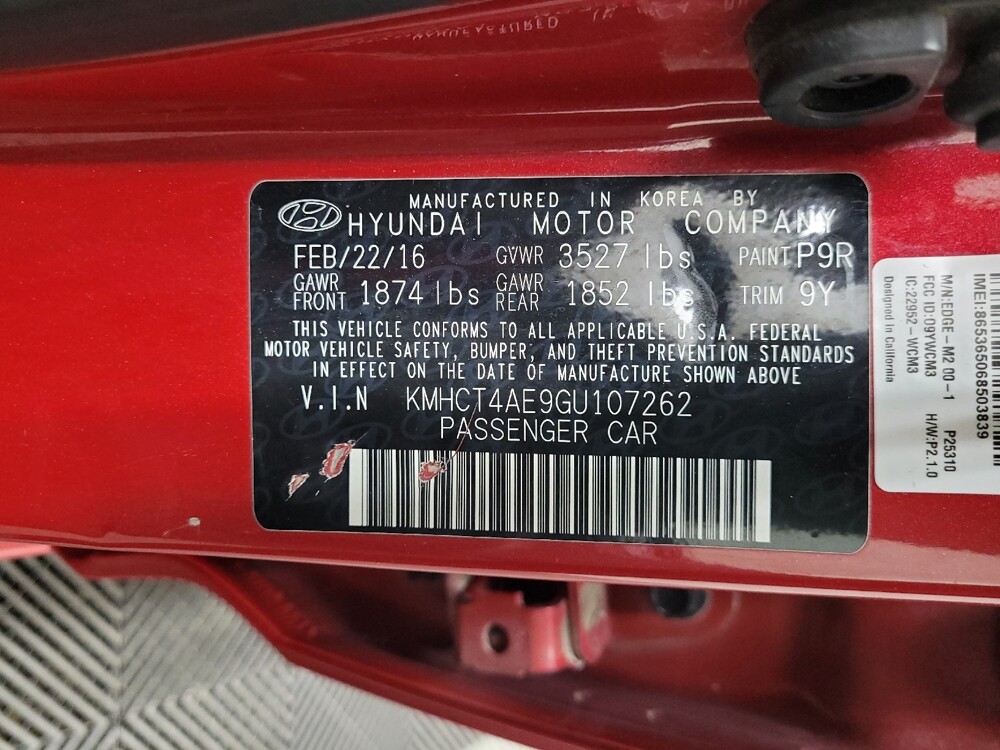 MANUFACTURED IN KOREA BY
HYUNDAI MOTOR COMPANY
FEB/22/16 GVWR 3527 lbs PAINT P9R
GAWR FRONT 1874 lbs GAWR REAR 1852 lbs TRIM 9Y
THIS VEHICLE CONFORMS TO ALL APPLICABLE U.S.A. FEDERAL
MOTOR VEHICLE SAFETY, BUMPER, AND THEFT PREVENTION STANDARDS
IN EFFECT ON THE DATE OF MANUFACTURE SHOWN ABOVE
V.I.N KMHCT4AE9GU107262
PASSENGER CAR
IMEI:865365068503839
M/N:EDGE-M2 00-1 P25310
FCC ID:09YWCM3 H/W:P2.1.0
IC:22952-WCM3
Designed In California